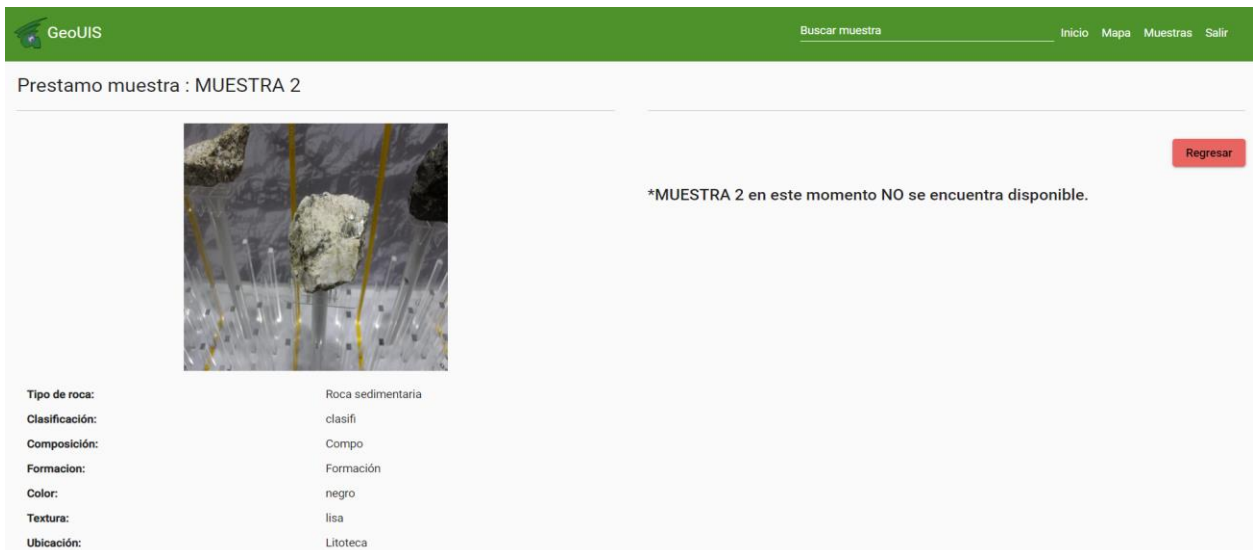 GeoUIS
Buscar muestra
Inicio Mapa Muestras Salir
Prestamo muestra : MUESTRA 2
Regresar
*MUESTRA 2 en este momento NO se encuentra disponible.
Tipo de roca: Roca sedimentaria
Clasificación: clasifi
Composición: Compo
Formacion: Formación
Color: negro
Textura: lisa
Ubicación: Litoteca